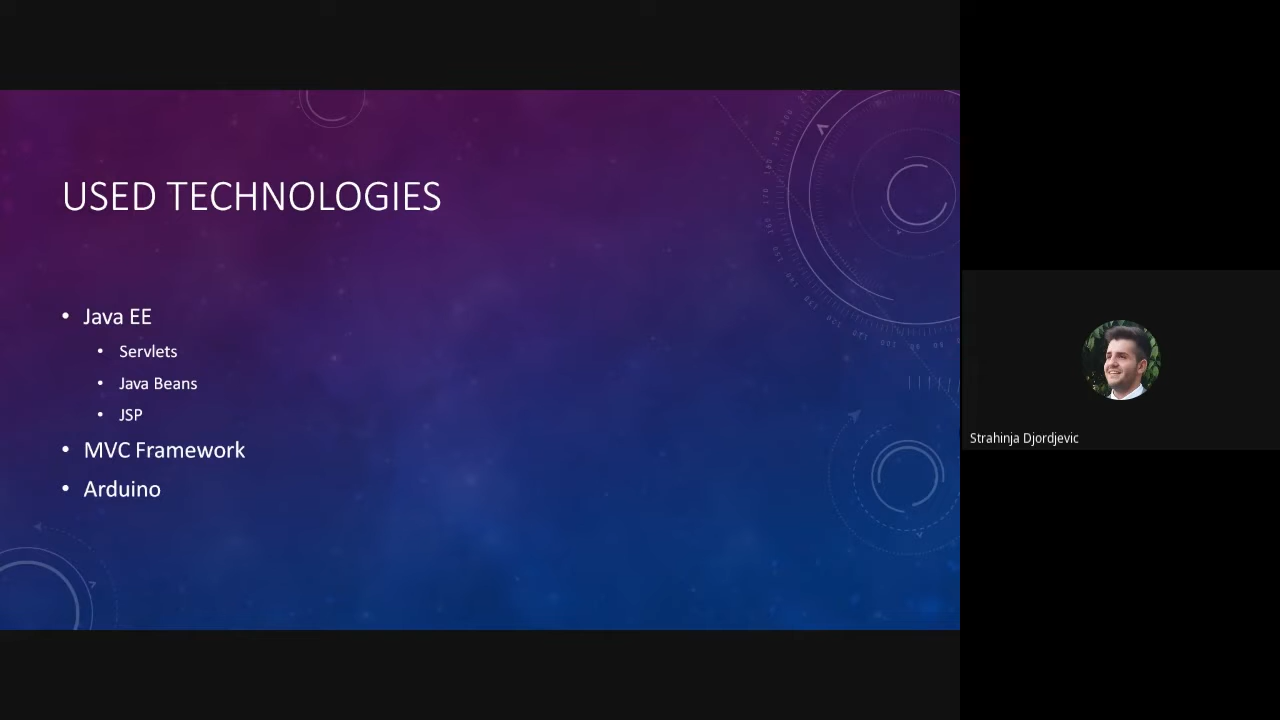 USED TECHNOLOGIES
• Java EE
• Servlets
• Java Beans
• JSP
• MVC Framework
• Arduino
Strahinja Djordjevic